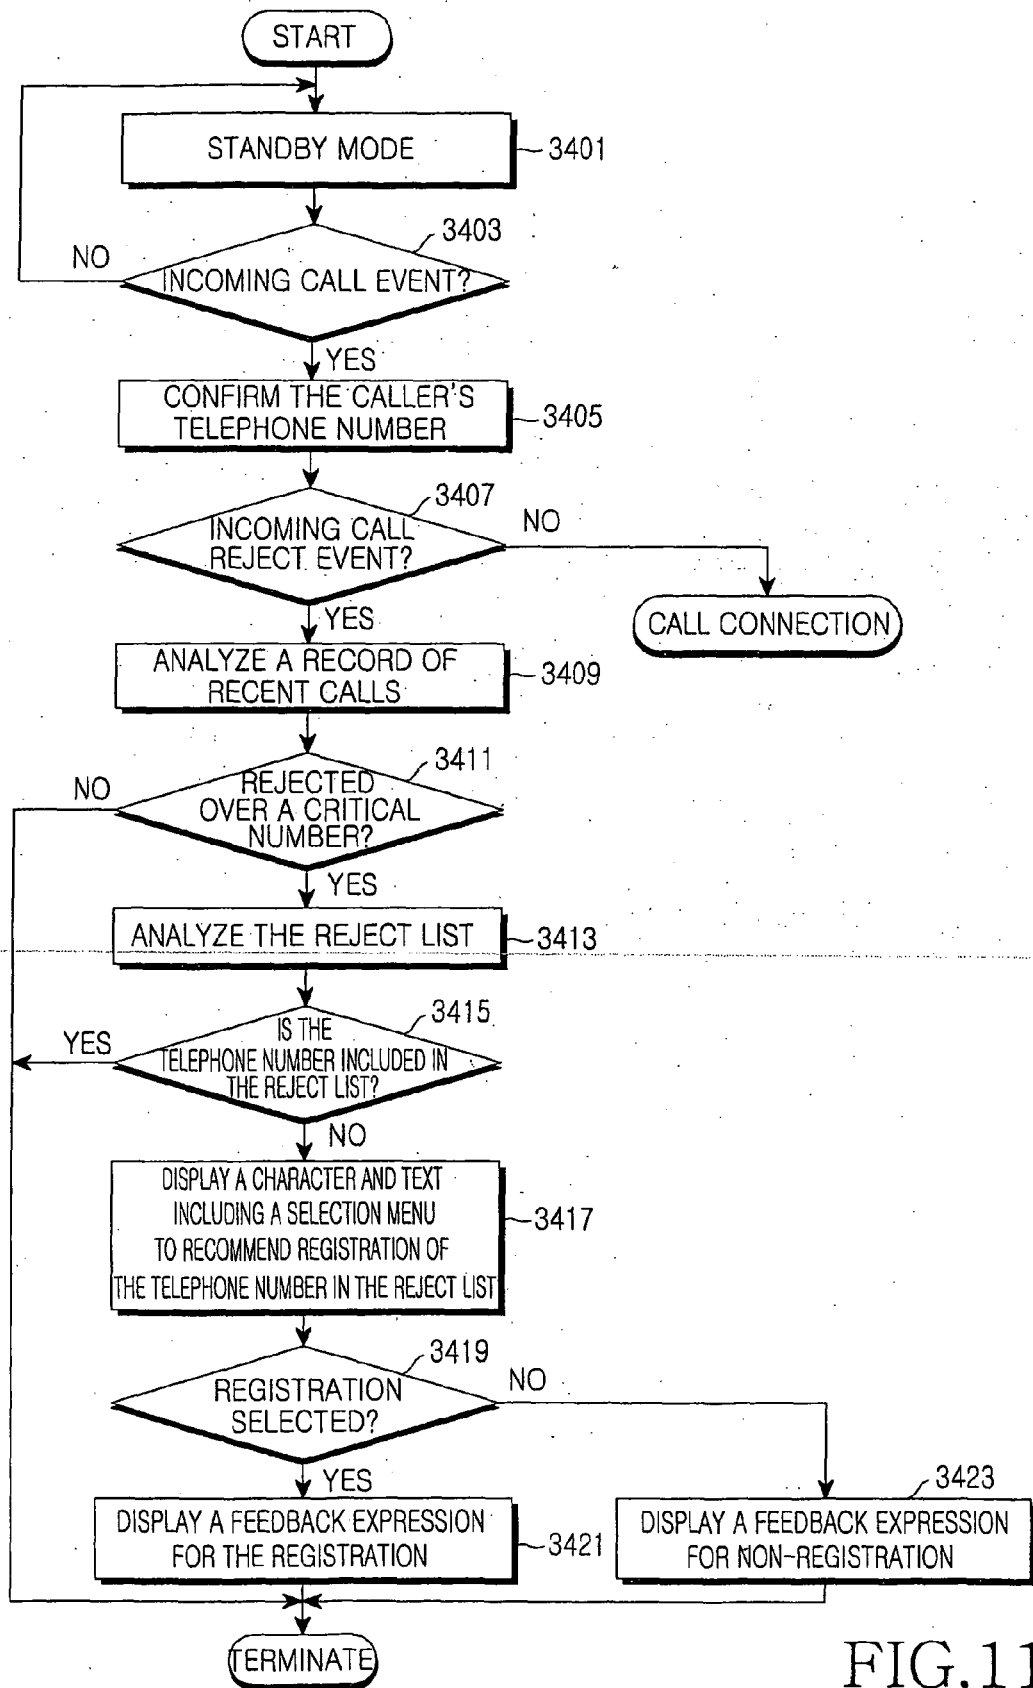 START
STANDBY MODE
3401
3403
NO
INCOMING CALL EVENT?
YES
CONFIRM THE CALLER'S
TELEPHONE NUMBER
3405
3407
INCOMING CALL
REJECT EVENT?
NO
YES
CALL CONNECTION
ANALYZE A RECORD OF
RECENT CALLS
3409
3411
NO
REJECTED
OVER A CRITICAL
NUMBER?
YES
ANALYZE THE REJECT LIST
3413
3415
YES
IS THE
TELEPHONE NUMBER INCLUDED IN
THE REJECT LIST?
NO
DISPLAY A CHARACTER AND TEXT
INCLUDING A SELECTION MENU
TO RECOMMEND REGISTRATION OF
THE TELEPHONE NUMBER IN THE REJECT LIST
3417
3419
REGISTRATION
SELECTED?
NO
YES
3423
DISPLAY A FEEDBACK EXPRESSION
FOR THE REGISTRATION
3421
DISPLAY A FEEDBACK EXPRESSION
FOR NON-REGISTRATION
TERMINATE
FIG.11